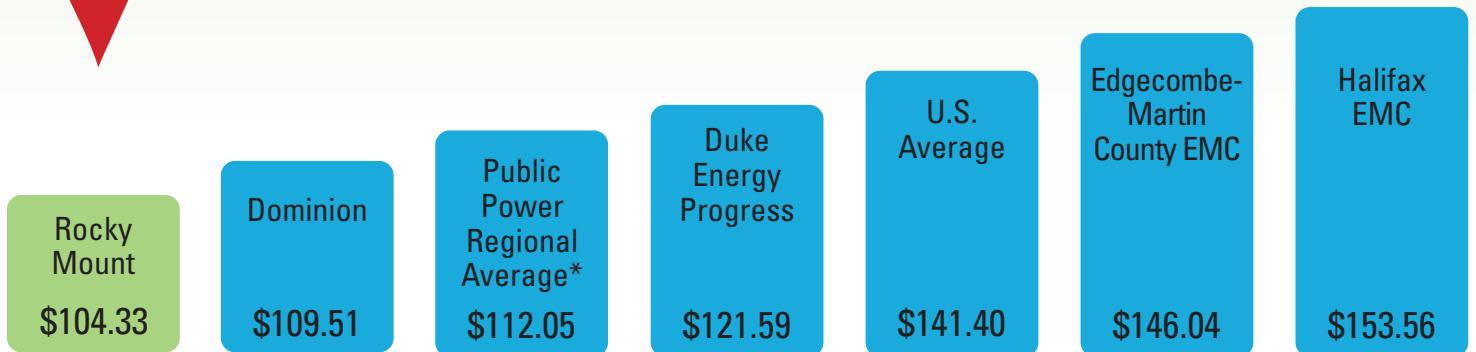 Rocky
Mount
$104.33
Dominion
$109.51
Public
Power
Regional
Average*
$112.05
Duke
Energy
Progress
$121.59
U.S.
Average
$141.40
Edgecombe-
Martin
County EMC
$146.04
Halifax
EMC
$153.56